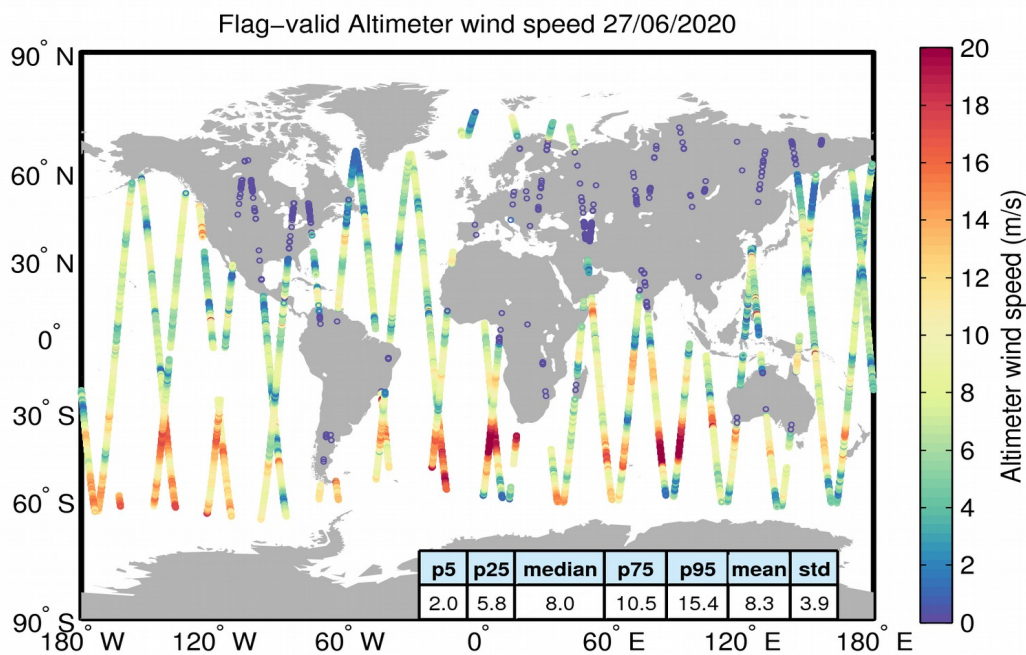 Flag-valid Altimeter wind speed 27/06/2020
90° N
60° N
30° N
0°
30° S
60° S
90° S
180° W
120° W
60° W
0°
60° E
120° E
180° E
p5 p25 median p75 p95 mean std
2.0 5.8 8.0 10.5 15.4 8.3 3.9
20
18
16
14
12
10
8
6
4
2
0
Altimeter wind speed (m/s)